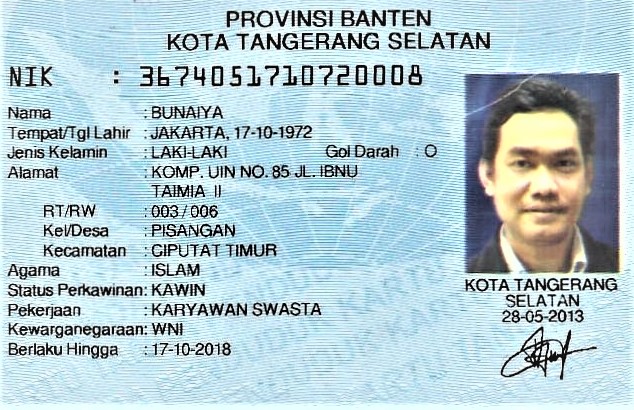 PROVINSI BANTEN
KOTA TANGERANG SELATAN
NIK : 3674051710720008
Nama : BUNAIYA
Tempat/Tgl Lahir : JAKARTA, 17-10-1972
Jenis Kelamin : LAKI-LAKI Gol Darah : O
Alamat : KOMP. UIN NO. 85 JL. IBNU
TAIMIA II
RT/RW : 003 / 006
Kel/Desa : PISANGAN
Kecamatan : CIPUTAT TIMUR
Agama : ISLAM
Status Perkawinan: KAWIN
Pekerjaan : KARYAWAN SWASTA
Kewarganegaraan: WNI
Berlaku Hingga : 17-10-2018
KOTA TANGERANG
SELATAN
28-05-2013